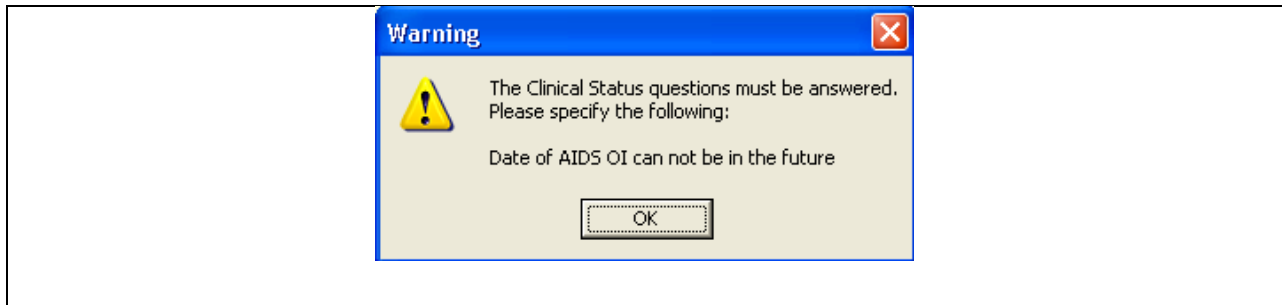 Warning
The Clinical Status questions must be answered.
Please specify the following:
Date of AIDS OI can not be in the future
OK